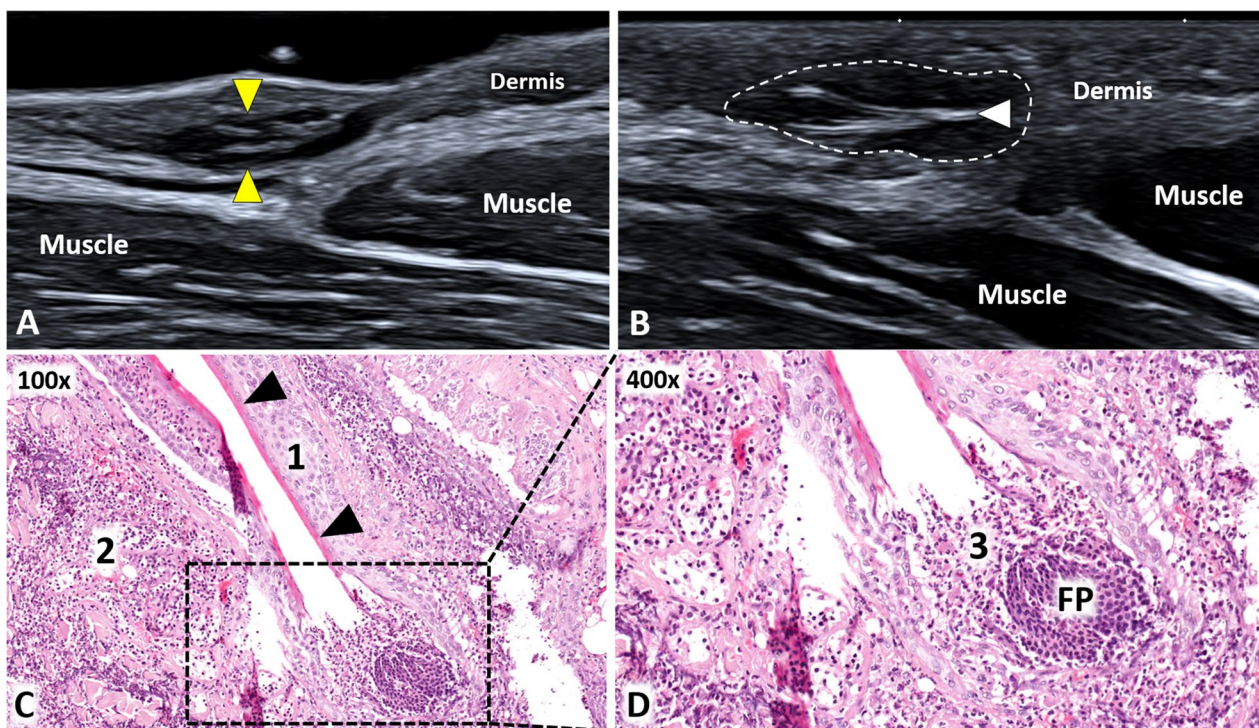 Dermis
Muscle
Muscle
A
Dermis
Muscle
Muscle
B
100x
1
2
C
400x
3
FP
D